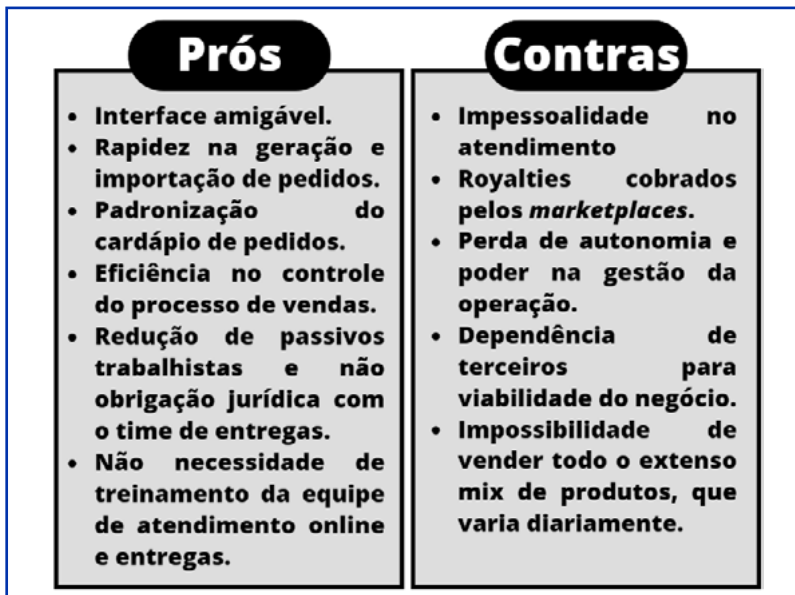 Prós
• Interface amigável.
• Rapidez na geração e
importação de pedidos.
• Padronização do
cardápio de pedidos.
• Eficiência no controle
do processo de vendas.
• Redução de passivos
trabalhistas e não
obrigação jurídica com
o time de entregas.
• Não necessidade de
treinamento da equipe
de atendimento online
e entregas.
Contras
• Impessoalidade no
atendimento
• Royalties cobrados
pelos marketplaces.
• Perda de autonomia e
poder na gestão da
operação.
• Dependência de
terceiros para
viabilidade do negócio.
• Impossibilidade de
vender todo o extenso
mix de produtos, que
varia diariamente.